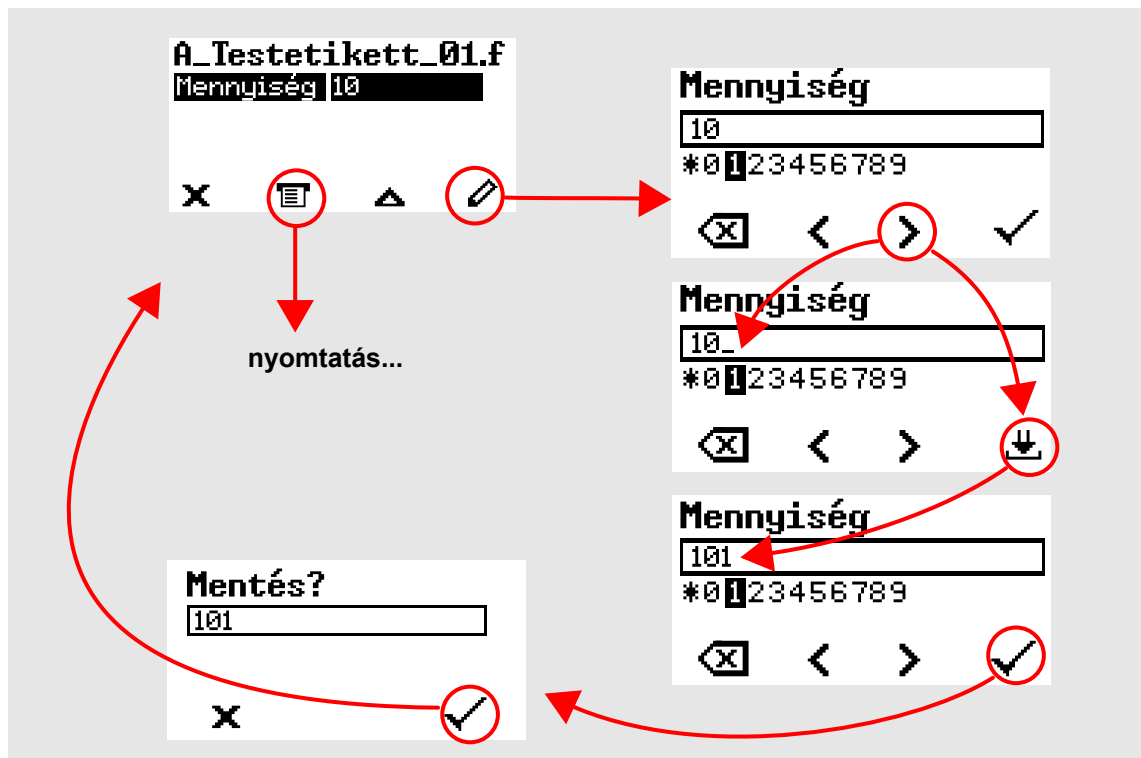 A_Testetikett_01.f
Mennyiség 10
nyomtatás...
Mennyiség
10
*0123456789
Mennyiség
10_
*0123456789
Mennyiség
101
*0123456789
Mentés?
101